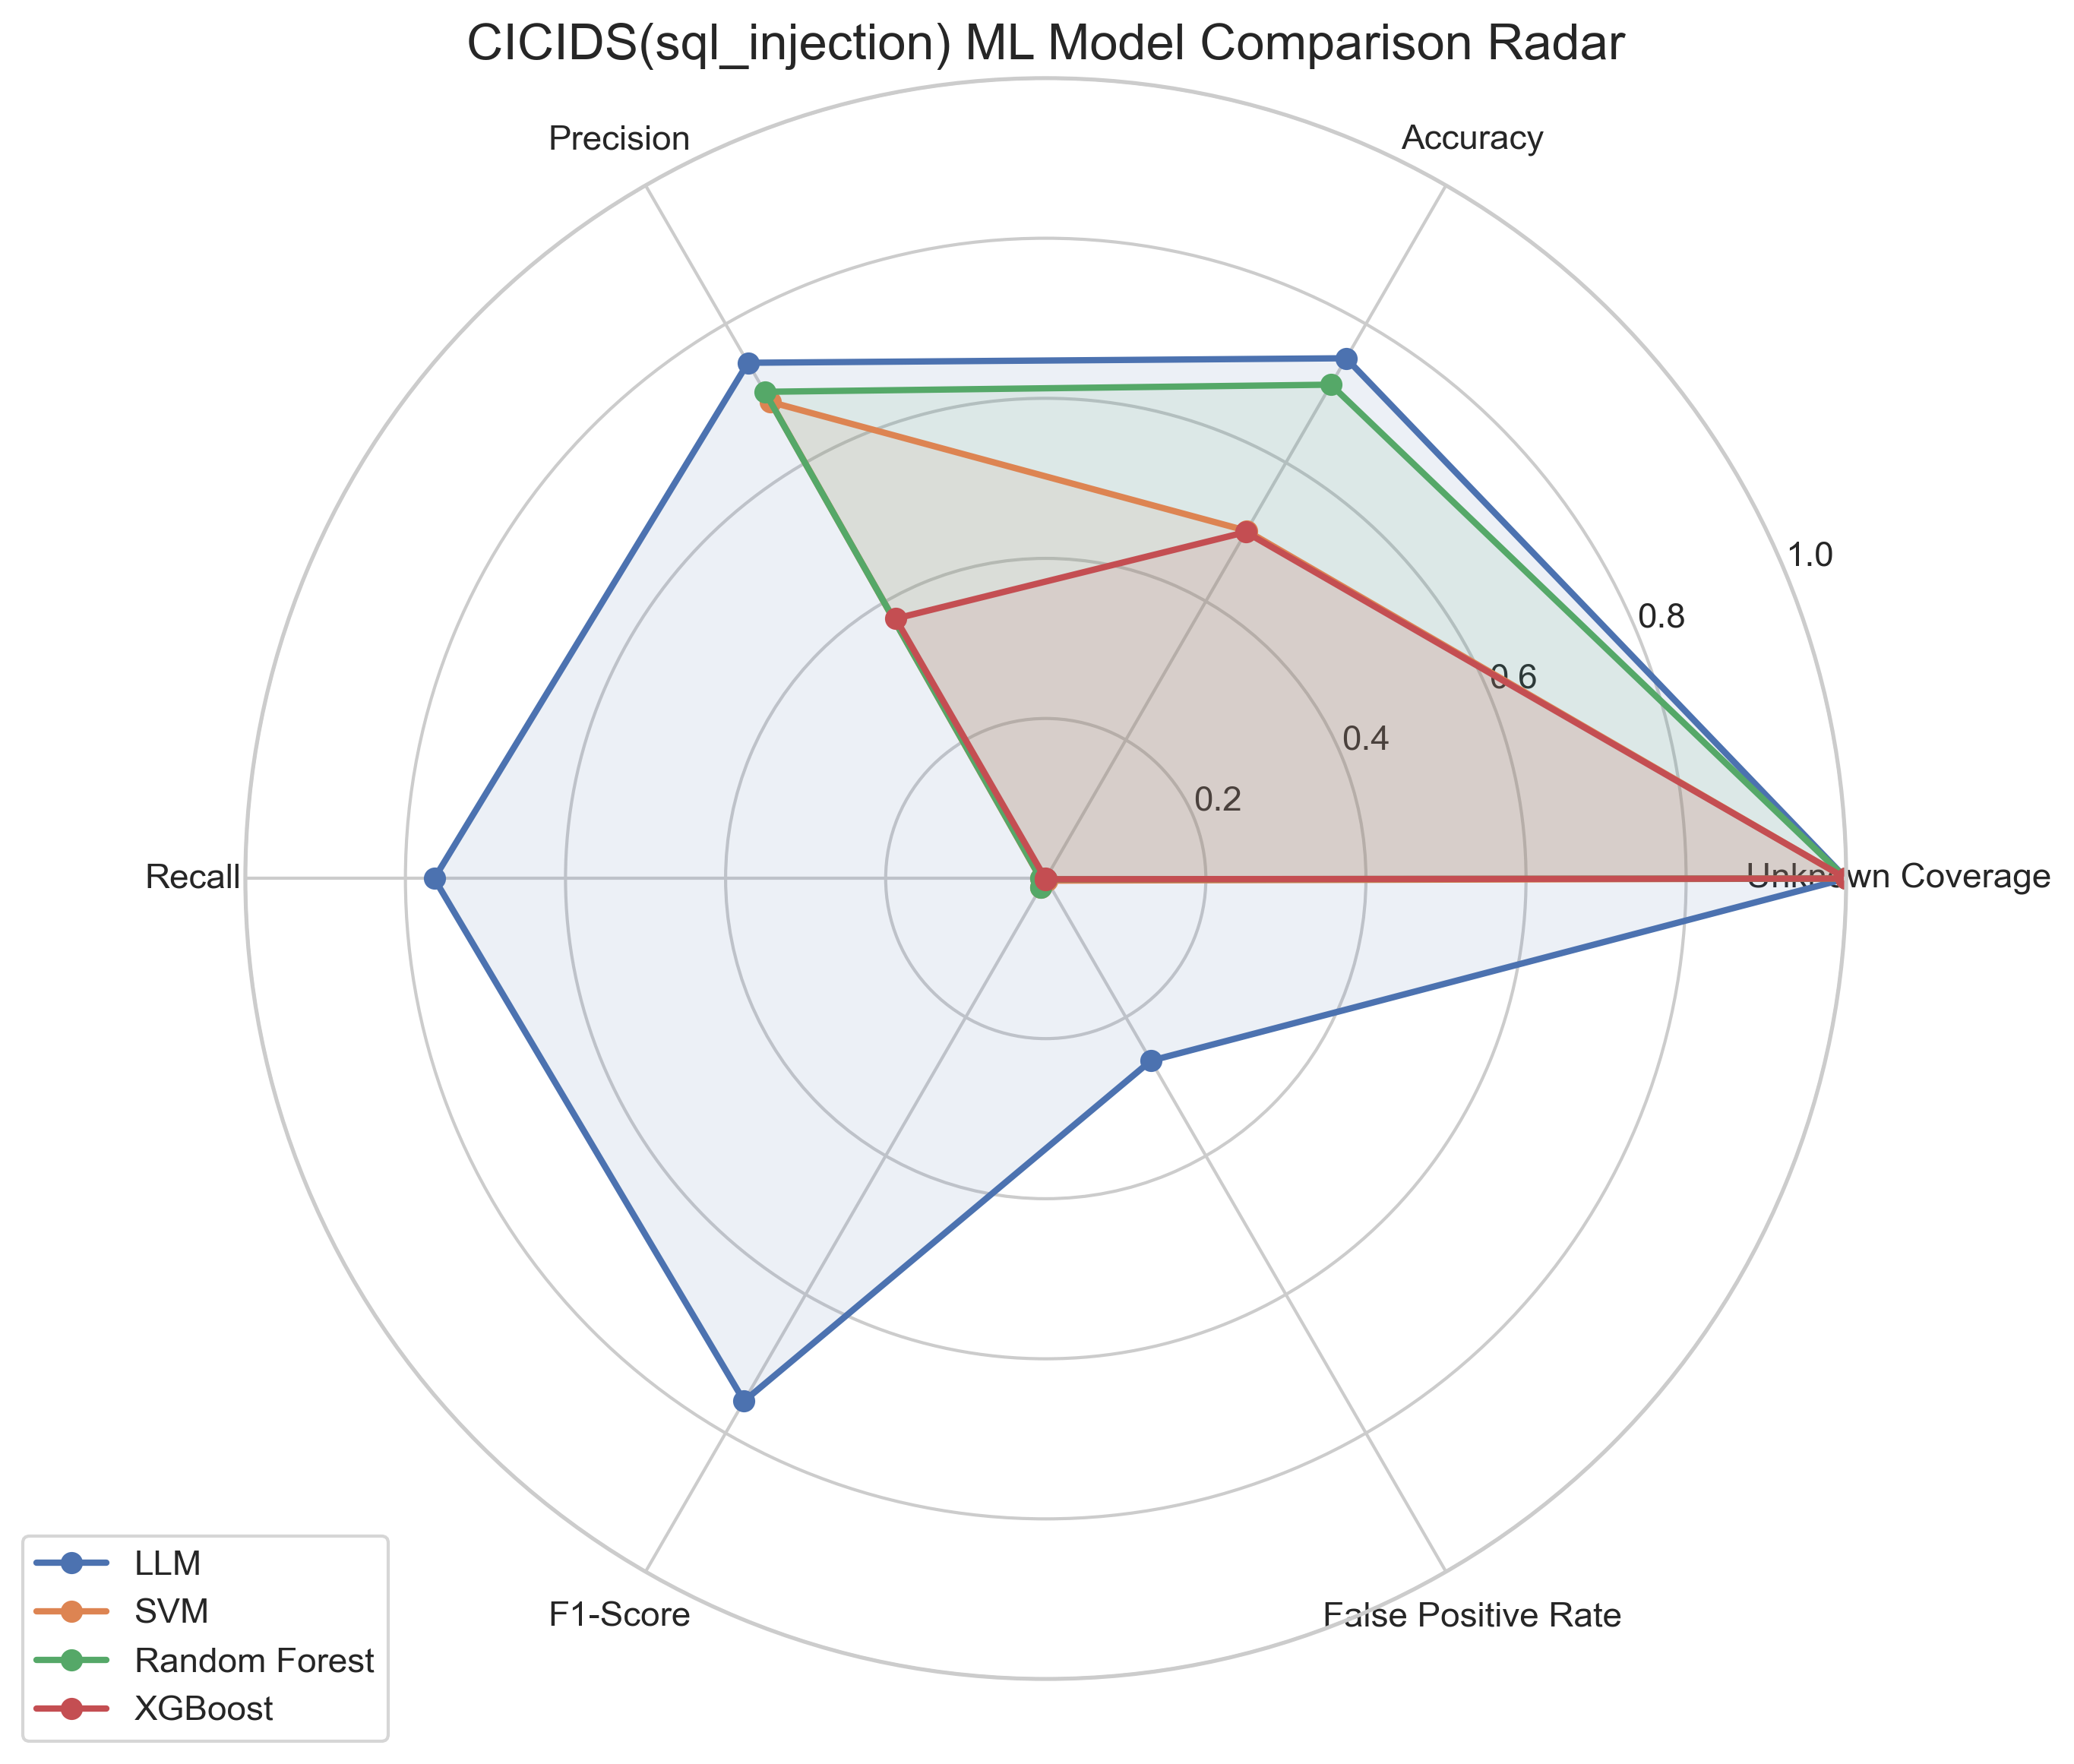 CICIDS(sql_injection) ML Model Comparison Radar
Precision
Accuracy
1.0
0.8
0.6
0.4
0.2
Recall
Unknown Coverage
F1-Score
False Positive Rate
LLM
SVM
Random Forest
XGBoost